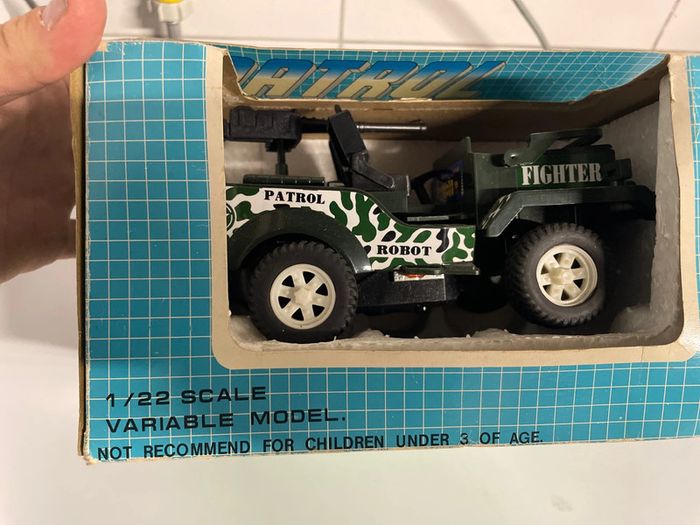 PATROL
FIGHTER
PATROL
ROBOT
1/22 SCALE
VARIABLE MODEL.
NOT RECOMMEND FOR CHILDREN UNDER 3 OF AGE.